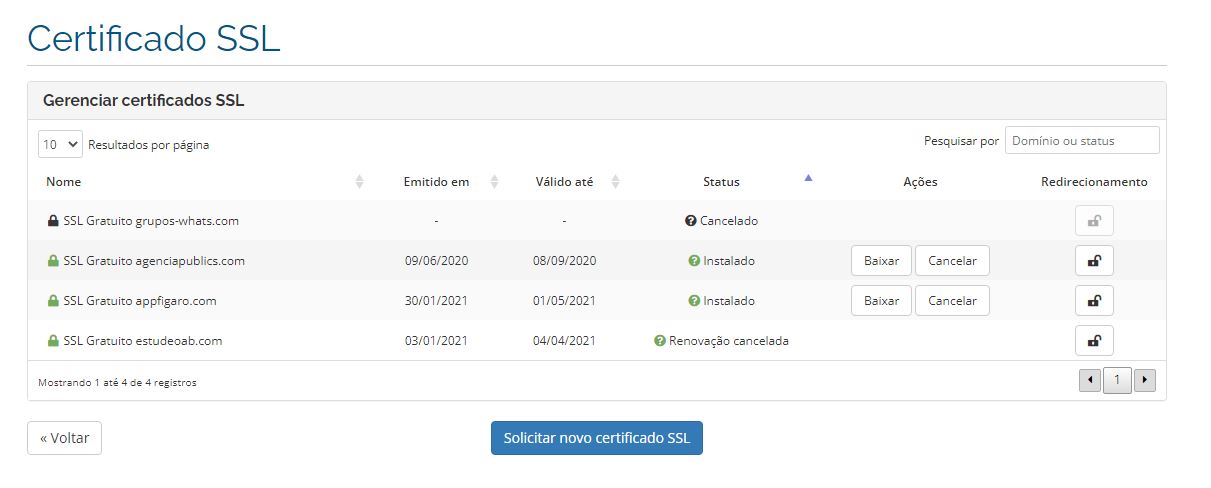 Certificado SSL
Gerenciar certificados SSL
10 Resultados por página Pesquisar por Domínio ou status
Nome Emitido em Válido até Status Ações Redirecionamento
SSL Gratuito grupos-whats.com - - Cancelado
SSL Gratuito agenciapublics.com 09/06/2020 08/09/2020 Instalado Baixar Cancelar
SSL Gratuito appfigaro.com 30/01/2021 01/05/2021 Instalado Baixar Cancelar
SSL Gratuito estudeoab.com 03/01/2021 04/04/2021 Renovação cancelada
Mostrando 1 até 4 de 4 registros 1
« Voltar Solicitar novo certificado SSL